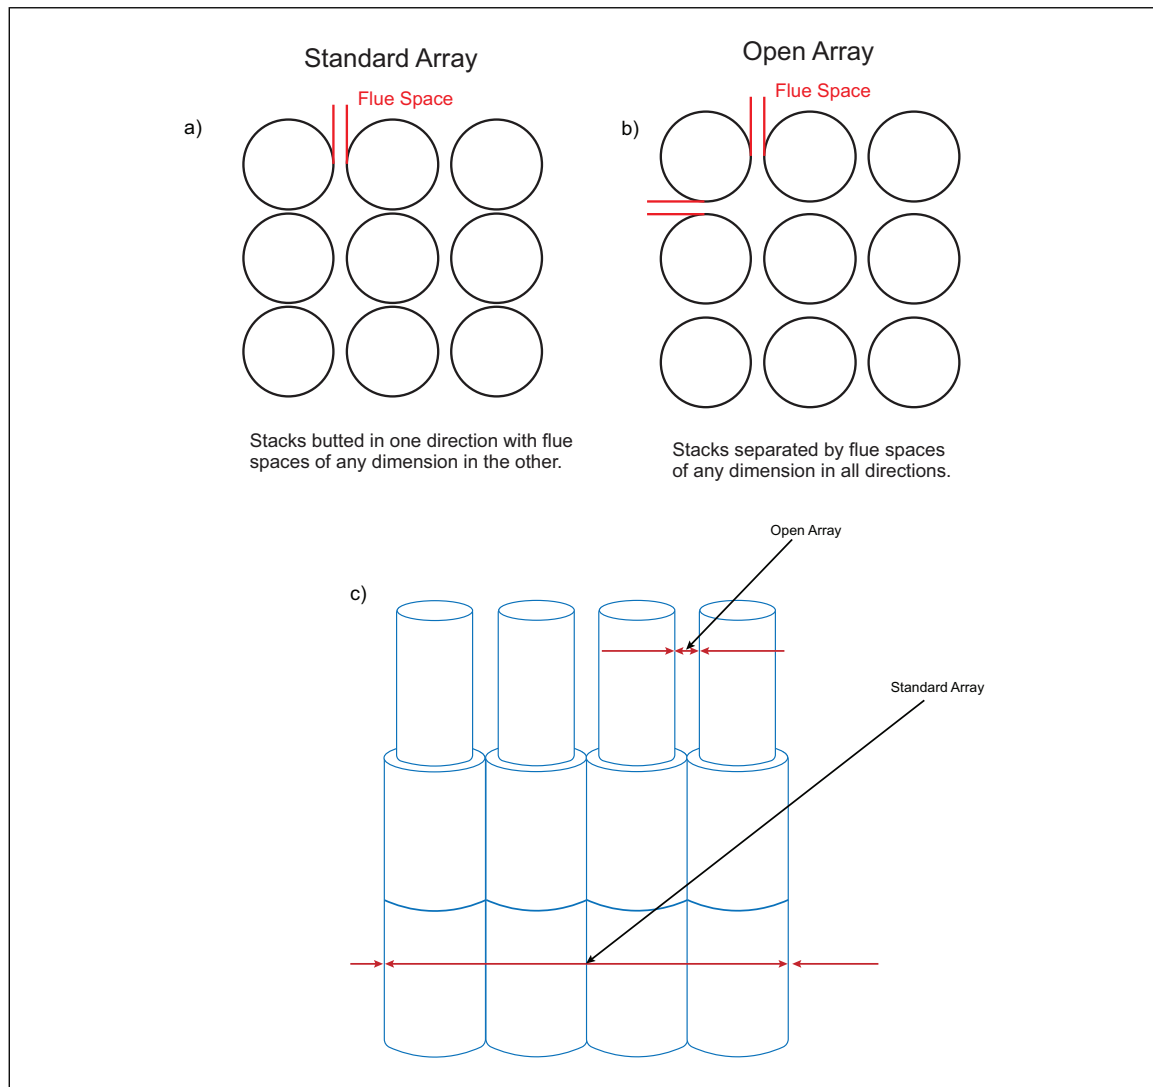 Standard Array
Flue Space
a)
Stacks butted in one direction with flue
spaces of any dimension in the other.
Open Array
Flue Space
b)
Stacks separated by flue spaces
of any dimension in all directions.
Open Array
c)
Standard Array